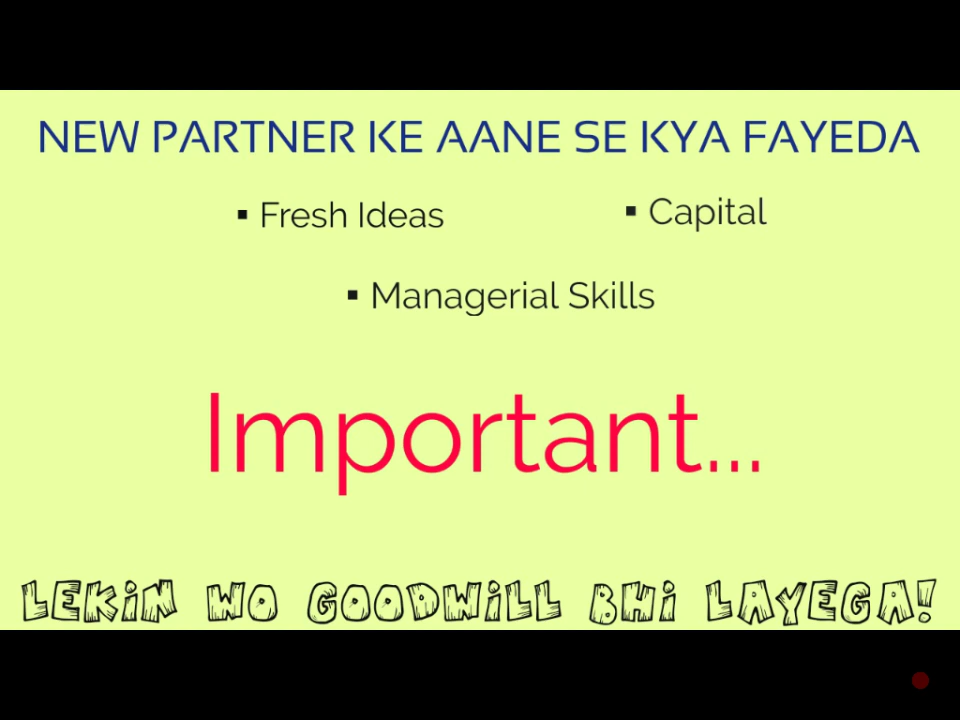 NEW PARTNER KE AANE SE KYA FAYEDA
▪ Fresh Ideas ▪ Capital
▪ Managerial Skills
Important...
LEKIN WO GOODWILL BHI LAYEGA!